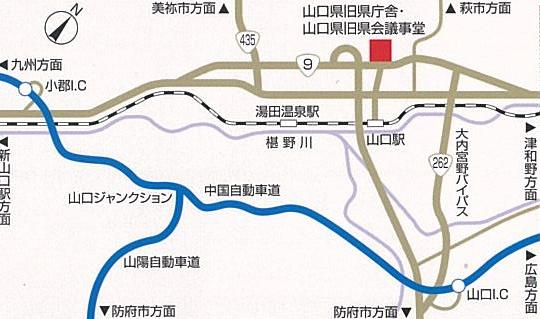 美祢市方面▲
山口県旧県庁舎・
山口県旧県会議事堂
▲萩市方面
435
9
◀九州方面
小郡I.C
湯田温泉駅
山口駅
椹野川
大内宮野バイパス
262
▶津和野方面
◀新山口駅方面
山口ジャンクション
中国自動車道
山陽自動車道
▶広島方面
山口I.C
▼防府市方面
防府市方面▼